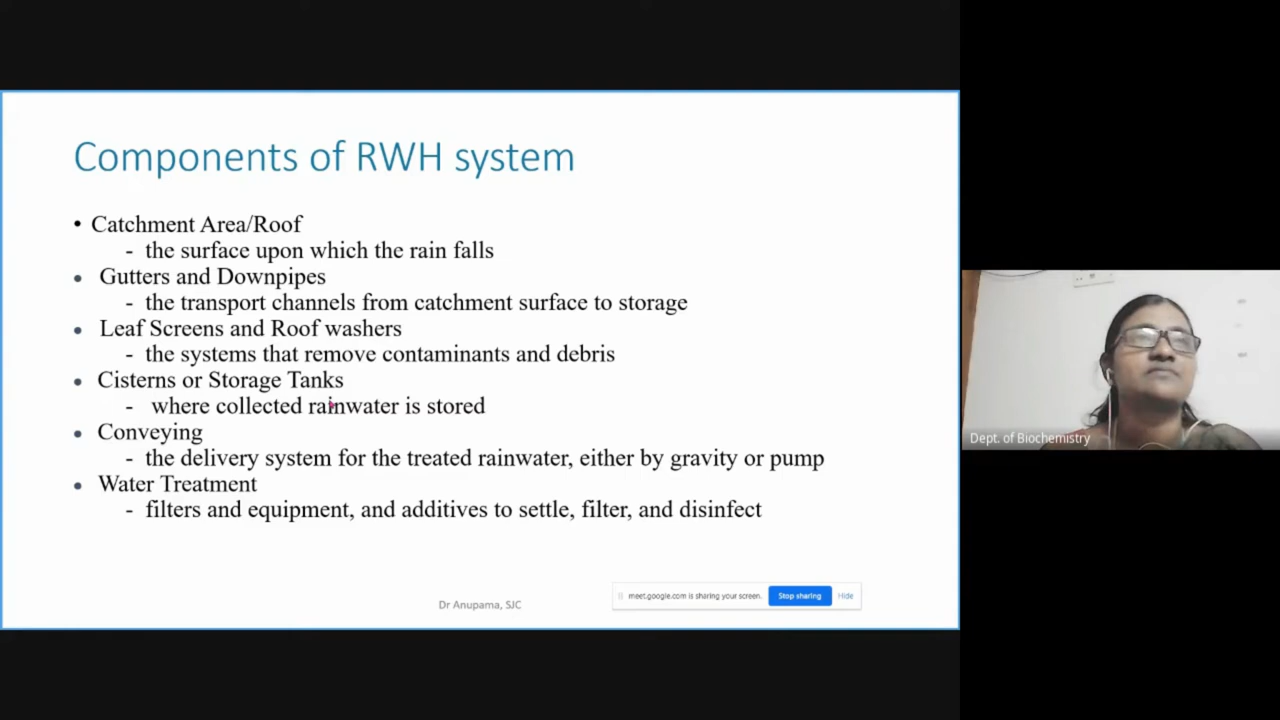 Components of RWH system
• Catchment Area/Roof
- the surface upon which the rain falls
• Gutters and Downpipes
- the transport channels from catchment surface to storage
• Leaf Screens and Roof washers
- the systems that remove contaminants and debris
• Cisterns or Storage Tanks
- where collected rainwater is stored
• Conveying
- the delivery system for the treated rainwater, either by gravity or pump
• Water Treatment
- filters and equipment, and additives to settle, filter, and disinfect
Dr Anupama, SJC
meet.google.com is sharing your screen. Stop sharing Hide
Dept. of Biochemistry